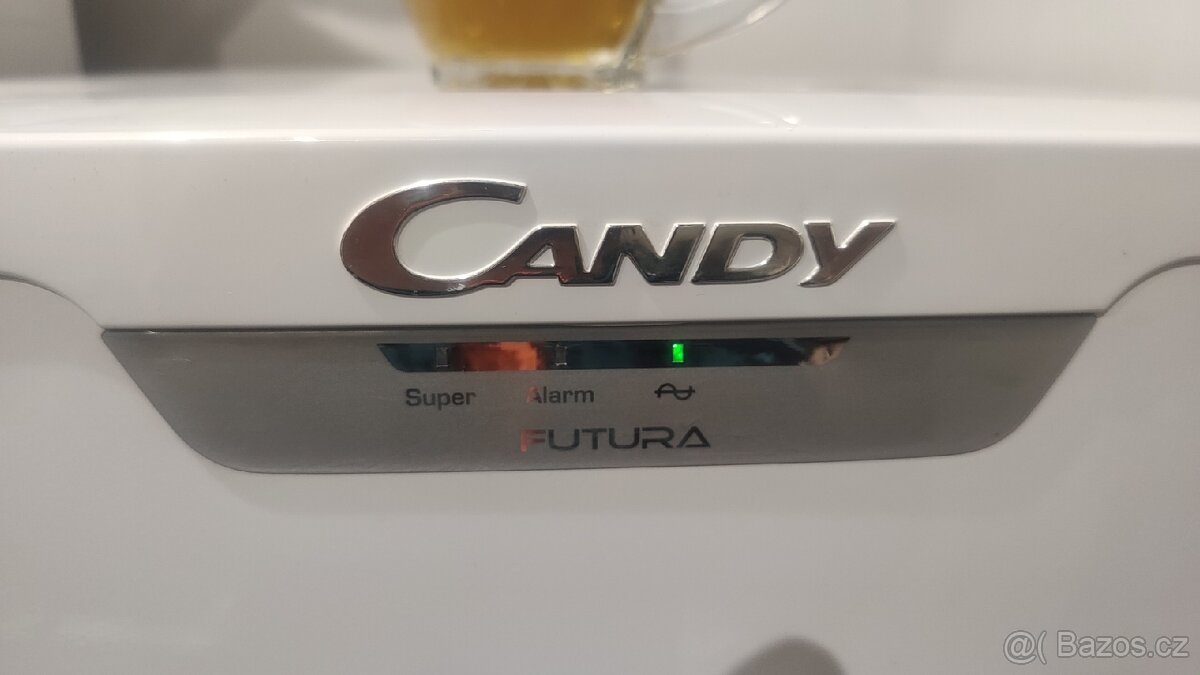 CANDY
Super Alarm
FUTURA
@( Bazos.cz